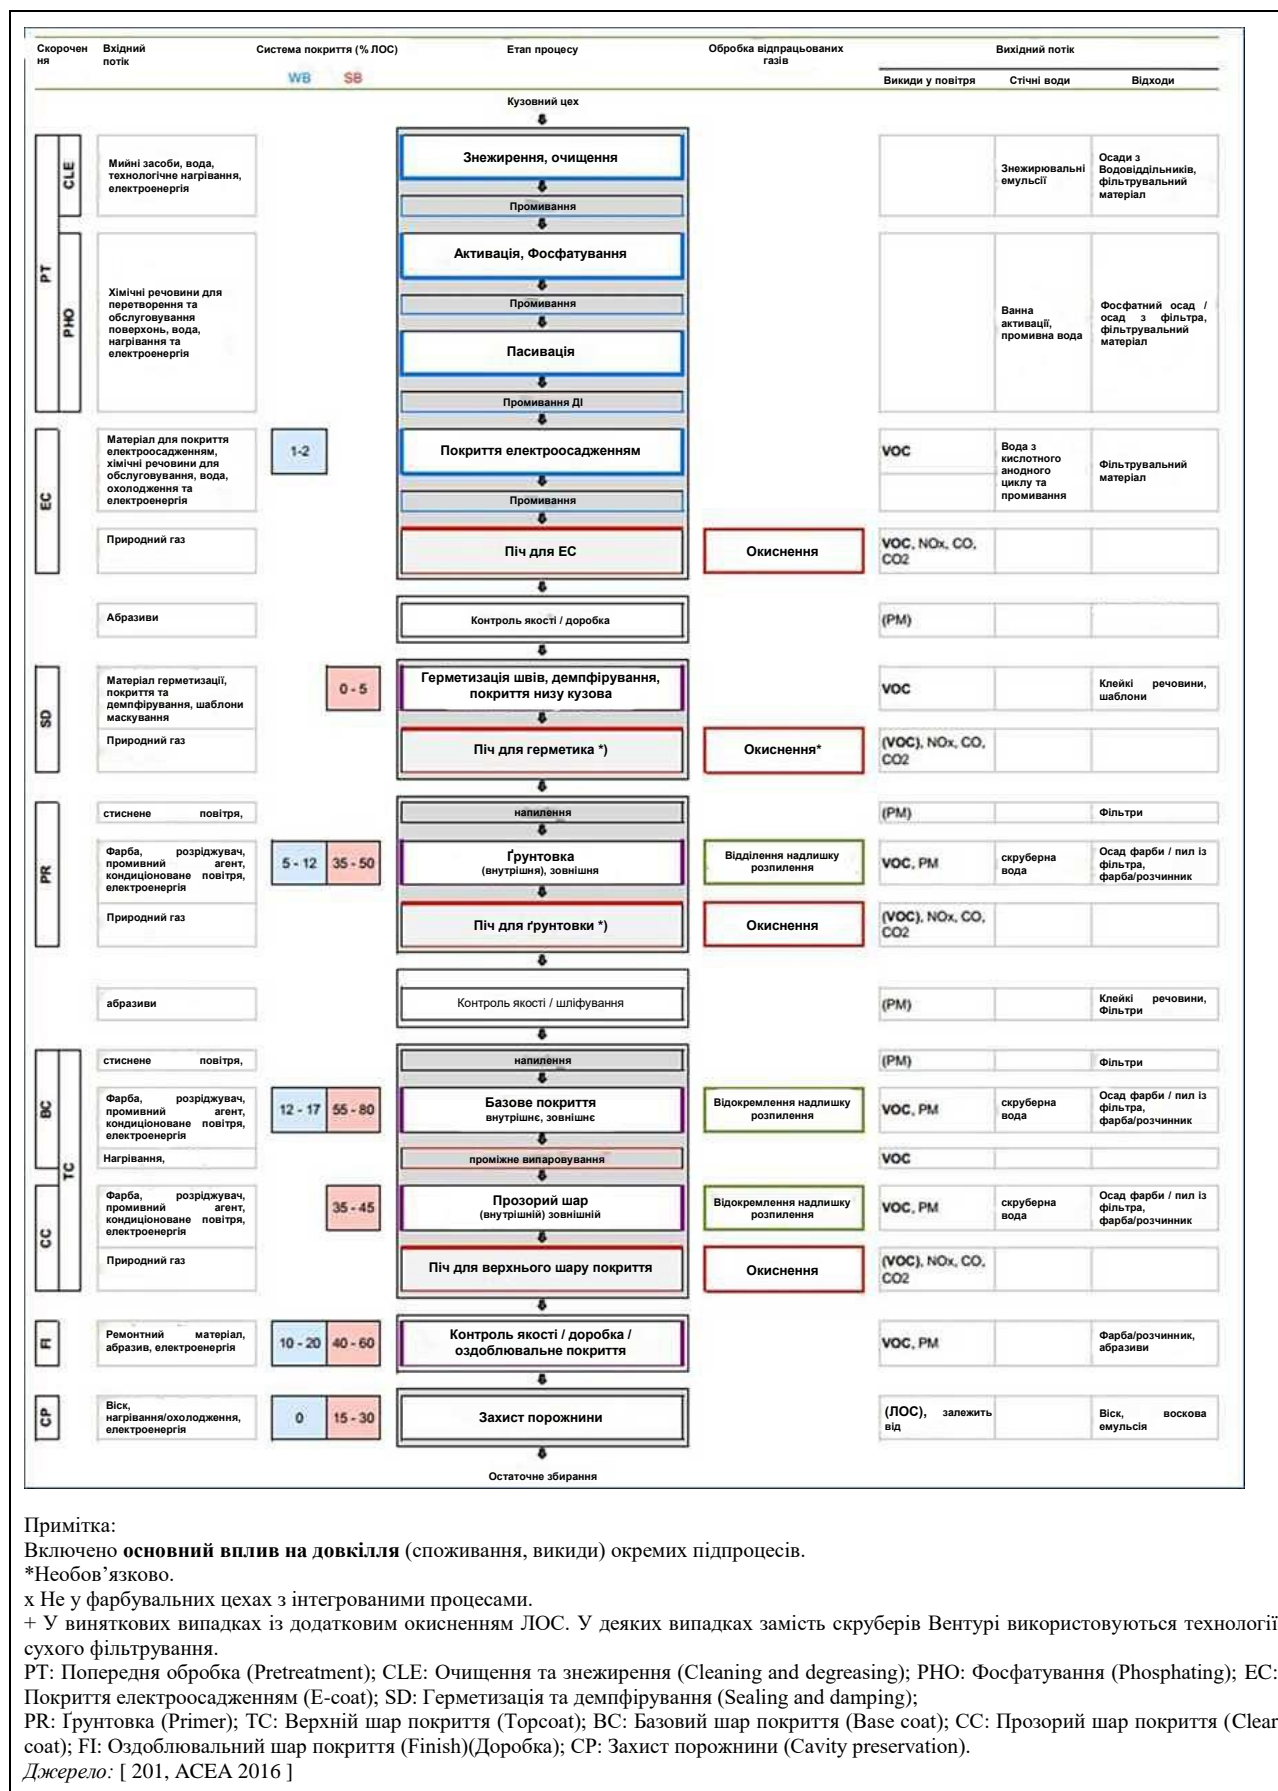 Скорочен
ня
Вхідний
потік
Система покриття (% ЛОС)
WB SB
Етап процесу
Обробка відпрацьованих
газів
Вихідний потік
Викиди у повітря Стічні води Відходи
Кузовний цех
PT
CLE
Мийні засоби, вода,
технологічне нагрівання,
електроенергія
Знежирення, очищення
Знежирювальні
емульсії
Осади з
Водовіддільників,
фільтрувальний
матеріал
Промивання
PHO
Хімічні речовини для
перетворення та
обслуговування
поверхонь, вода,
нагрівання та
електроенергія
Активація, Фосфатування
Промивання
Пасивація
Промивання ДІ
Ванна
активації,
промивна вода
Фосфатний осад /
осад з фільтра,
фільтрувальний
матеріал
EC
Матеріал для покриття
електроосадженням,
хімічні речовини для
обслуговування, вода,
охолодження та
електроенергія
1-2
Покриття електроосадженням
Промивання
VOC
Вода з
кислотного
анодного
циклу та
промивання
Фільтрувальний
матеріал
Природний газ
Піч для EC
Окиснення
VOC, NOx, CO,
CO2
Абразиви
Контроль якості / доробка
(PM)
SD
Матеріал герметизації,
покриття та
демпфірування, шаблони
маскування
0 - 5
Герметизація швів, демпфірування,
покриття низу кузова
VOC
Клейкі речовини,
шаблони
Природний газ
Піч для герметика *)
Окиснення*
(VOC), NOx, CO,
CO2
PR
стиснене повітря,
напилення
(PM)
Фільтри
Фарба, розріджувач,
промивний агент,
кондиціоноване повітря,
електроенергія
5 - 12 35 - 50
Ґрунтовка
(внутрішня), зовнішня
Відділення надлишку
розпилення
VOC, PM
скруберна
вода
Осад фарби / пил із
фільтра,
фарба/розчинник
Природний газ
Піч для ґрунтовки *)
Окиснення
(VOC), NOx, CO,
CO2
абразиви
Контроль якості / шліфування
(PM)
Клейкі речовини,
Фільтри
TC
BC
стиснене повітря,
напилення
(PM)
Фільтри
Фарба, розріджувач,
промивний агент,
кондиціоноване повітря,
електроенергія
12 - 17 55 - 80
Базове покриття
внутрішнє, зовнішнє
Відокремлення надлишку
розпилення
VOC, PM
скруберна
вода
Осад фарби / пил із
фільтра,
фарба/розчинник
Нагрівання,
проміжне випаровування
VOC
CC
Фарба, розріджувач,
промивний агент,
кондиціоноване повітря,
електроенергія
35 - 45
Прозорий шар
(внутрішній) зовнішній
Відокремлення надлишку
розпилення
VOC, PM
скруберна
вода
Осад фарби / пил із
фільтра,
фарба/розчинник
Природний газ
Піч для верхнього шару покриття
Окиснення
(VOC), NOx, CO,
CO2
FI
Ремонтний матеріал,
абразив, електроенергія
10 - 20 40 - 60
Контроль якості / доробка /
оздоблювальне покриття
VOC, PM
Фарба/розчинник,
абразиви
CP
Віск,
нагрівання/охолодження,
електроенергія
0 15 - 30
Захист порожнини
(ЛОС), залежить
від
Віск, воскова
емульсія
Остаточне збирання
Примітка:
Включено основний вплив на довкілля (споживання, викиди) окремих підпроцесів.
*Необов’язково.
x Не у фарбувальних цехах з інтегрованими процесами.
+ У виняткових випадках із додатковим окисненням ЛОС. У деяких випадках замість скруберів Вентурі використовуються технології
сухого фільтрування.
PT: Попередня обробка (Pretreatment); CLE: Очищення та знежирення (Cleaning and degreasing); PHO: Фосфатування (Phosphating); EC:
Покриття електроосадженням (E-coat); SD: Герметизація та демпфірування (Sealing and damping);
PR: Ґрунтовка (Primer); TC: Верхній шар покриття (Topcoat); BC: Базовий шар покриття (Base coat); CC: Прозорий шар покриття (Clear
coat); FI: Оздоблювальний шар покриття (Finish)(Доробка); CP: Захист порожнини (Cavity preservation).
Джерело: [ 201, ACEA 2016 ]